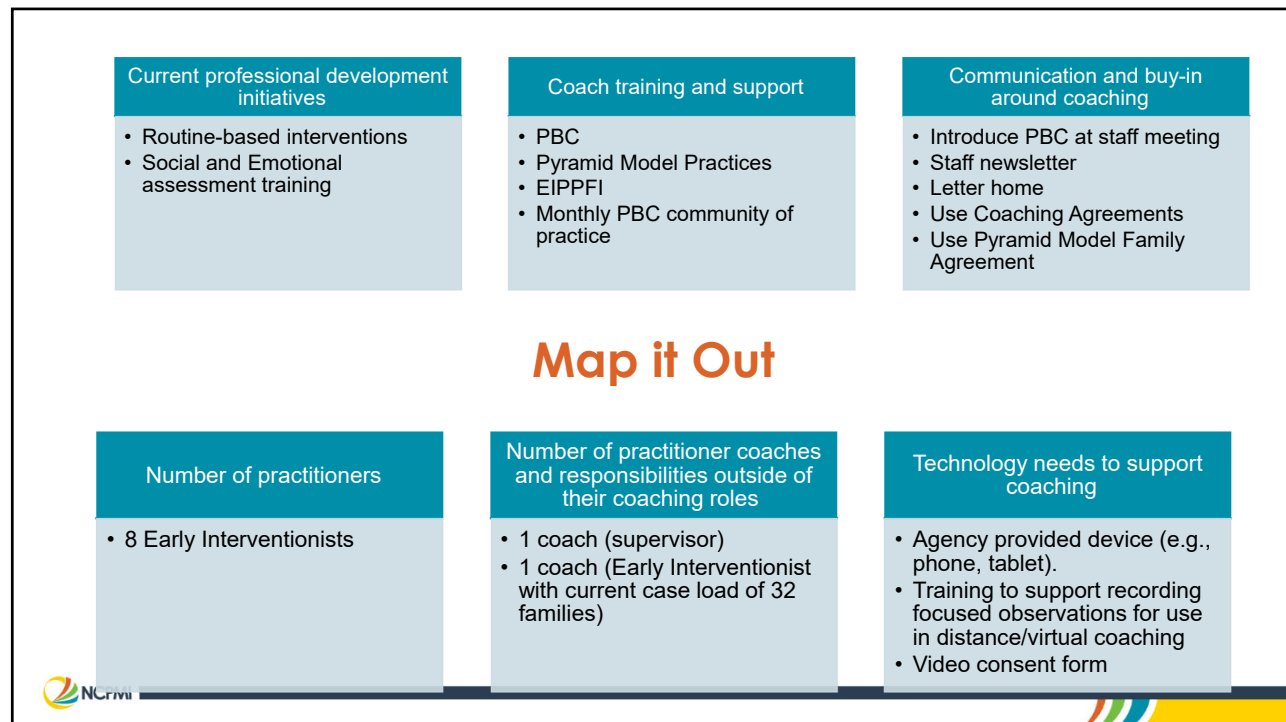 Current professional development
initiatives
• Routine-based interventions
• Social and Emotional
assessment training
Coach training and support
• PBC
• Pyramid Model Practices
• EIPPFI
• Monthly PBC community of
practice
Communication and buy-in
around coaching
• Introduce PBC at staff meeting
• Staff newsletter
• Letter home
• Use Coaching Agreements
• Use Pyramid Model Family
Agreement
Map it Out
Number of practitioners
• 8 Early Interventionists
Number of practitioner coaches
and responsibilities outside of
their coaching roles
• 1 coach (supervisor)
• 1 coach (Early Interventionist
with current case load of 32
families)
Technology needs to support
coaching
• Agency provided device (e.g.,
phone, tablet).
• Training to support recording
focused observations for use
in distance/virtual coaching
• Video consent form
NCPMI